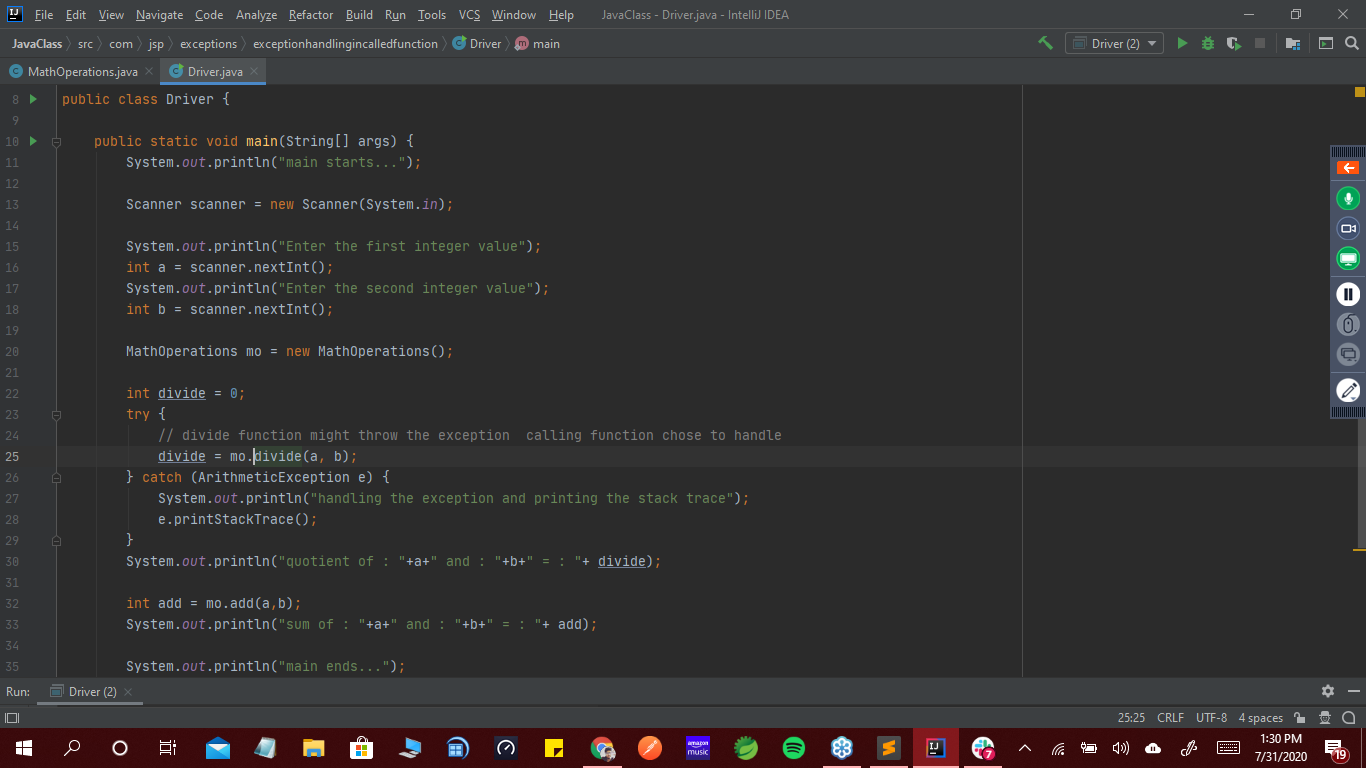 File Edit View Navigate Code Analyze Refactor Build Run Tools VCS Window Help JavaClass - Driver.java - IntelliJ IDEA
JavaClass src com jsp exceptions exceptionhandlingincalledfunction Driver main Driver (2)
MathOperations.java Driver.java
8 public class Driver {
9
10 public static void main(String[] args) {
11 System.out.println("main starts...");
12
13 Scanner scanner = new Scanner(System.in);
14
15 System.out.println("Enter the first integer value");
16 int a = scanner.nextInt();
17 System.out.println("Enter the second integer value");
18 int b = scanner.nextInt();
19
20 MathOperations mo = new MathOperations();
21
22 int divide = 0;
23 try {
24 // divide function might throw the exception  calling function chose to handle
25 divide = mo.divide(a, b);
26 } catch (ArithmeticException e) {
27 System.out.println("handling the exception and printing the stack trace");
28 e.printStackTrace();
29 }
30 System.out.println("quotient of : "+a+" and : "+b+" = : "+ divide);
31
32 int add = mo.add(a,b);
33 System.out.println("sum of : "+a+" and : "+b+" = : "+ add);
34
35 System.out.println("main ends...");
Run: Driver (2)
25:25 CRLF UTF-8 4 spaces
amazon music
7
1:30 PM
7/31/2020
19